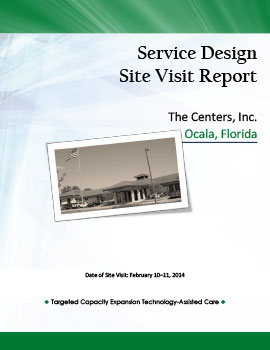 Service Design
Site Visit Report
The Centers, Inc.
Ocala, Florida
Date of Site Visit: February 10–11, 2014
◆ Targeted Capacity Expansion Technology-Assisted Care ◆